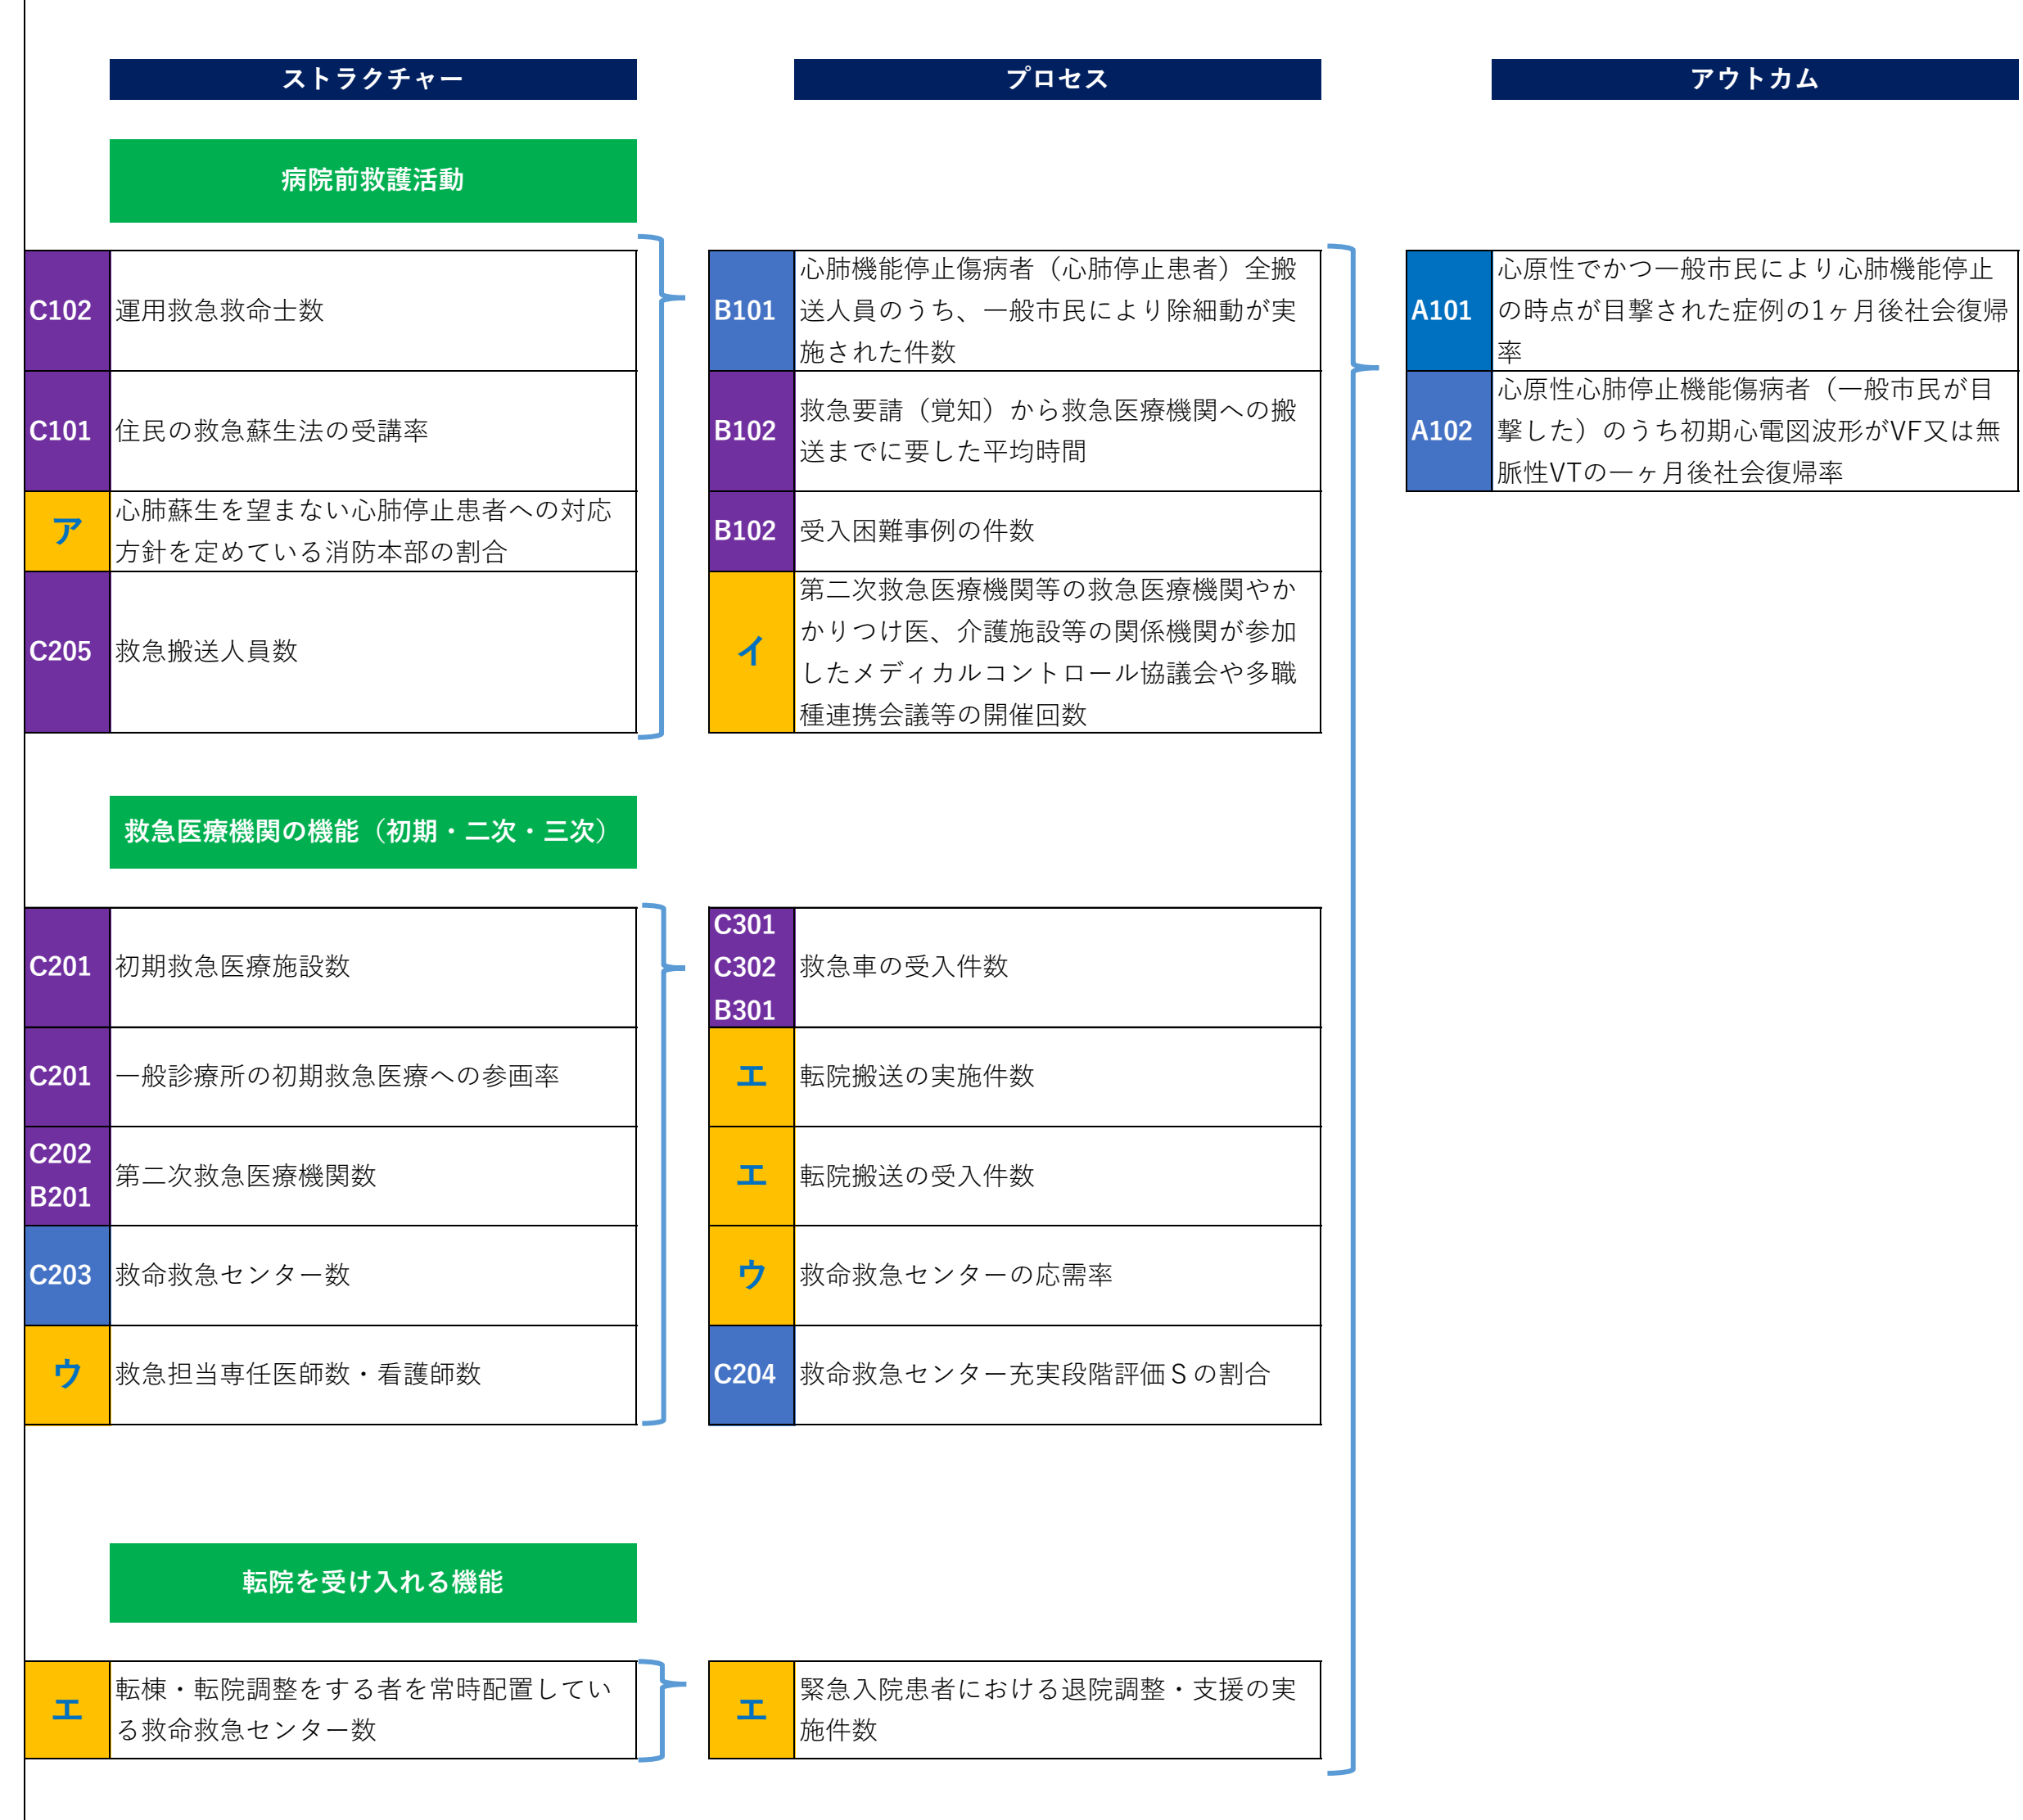 ストラクチャー
プロセス
アウトカム
病院前救護活動
C102
運用救急救命士数
C101
住民の救急蘇生法の受講率
ア
心肺蘇生を望まない心肺停止患者への対応
方針を定めている消防本部の割合
C205
救急搬送人員数
B101
心肺機能停止傷病者（心肺停止患者）全搬
送人員のうち、一般市民により除細動が実
施された件数
B102
救急要請（覚知）から救急医療機関への搬
送までに要した平均時間
B102
受入困難事例の件数
イ
第二次救急医療機関等の救急医療機関やか
かりつけ医、介護施設等の関係機関が参加
したメディカルコントロール協議会や多職
種連携会議等の開催回数
A101
心原性でかつ一般市民により心肺機能停止
の時点が目撃された症例の1ヶ月後社会復帰
率
A102
心原性心肺停止機能傷病者（一般市民が目
撃した）のうち初期心電図波形がVF又は無
脈性VTの一ヶ月後社会復帰率
救急医療機関の機能（初期・二次・三次）
C201
初期救急医療施設数
C201
一般診療所の初期救急医療への参画率
C202
B201
第二次救急医療機関数
C203
救命救急センター数
ウ
救急担当専任医師数・看護師数
C301
C302
B301
救急車の受入件数
エ
転院搬送の実施件数
エ
転院搬送の受入件数
ウ
救命救急センターの応需率
C204
救命救急センター充実段階評価Ｓの割合
転院を受け入れる機能
エ
転棟・転院調整をする者を常時配置してい
る救命救急センター数
エ
緊急入院患者における退院調整・支援の実
施件数